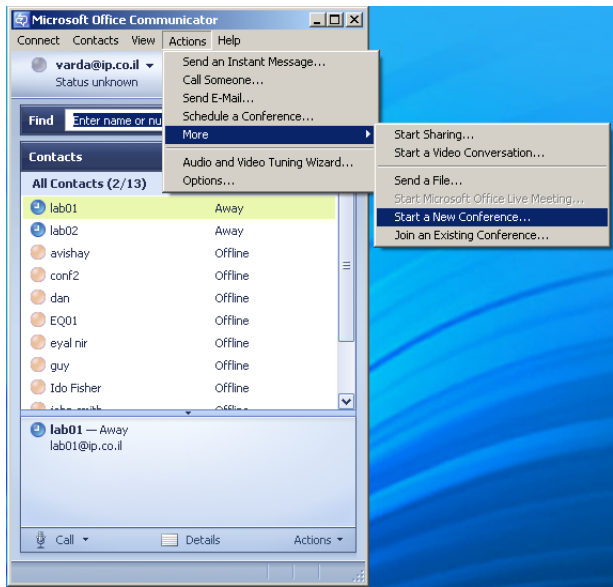 Microsoft Office Communicator
Connect Contacts View Actions Help
varda@ip.co.il
Status unknown
Find Enter name or nu
Contacts
All Contacts (2/13)
Send an Instant Message...
Call Someone...
Send E-Mail...
Schedule a Conference...
More
Audio and Video Tuning Wizard...
Options...
Start Sharing...
Start a Video Conversation...
Send a File...
Start Microsoft Office Live Meeting...
Start a New Conference...
Join an Existing Conference...
lab01 Away
lab02 Away
avishay Offline
conf2 Offline
dan Offline
EQ01 Offline
eyal nir Offline
guy Offline
Ido Fisher Offline
john smith Offline
lab01 — Away
lab01@ip.co.il
Call Details Actions